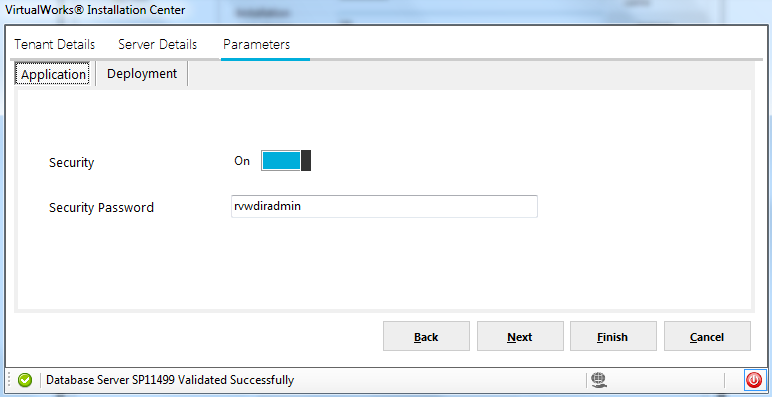 VirtualWorks® Installation Center
Tenant Details Server Details Parameters
Application Deployment
Security On
Security Password rvwdiradmin
Back Next Finish Cancel
Database Server SP11499 Validated Successfully